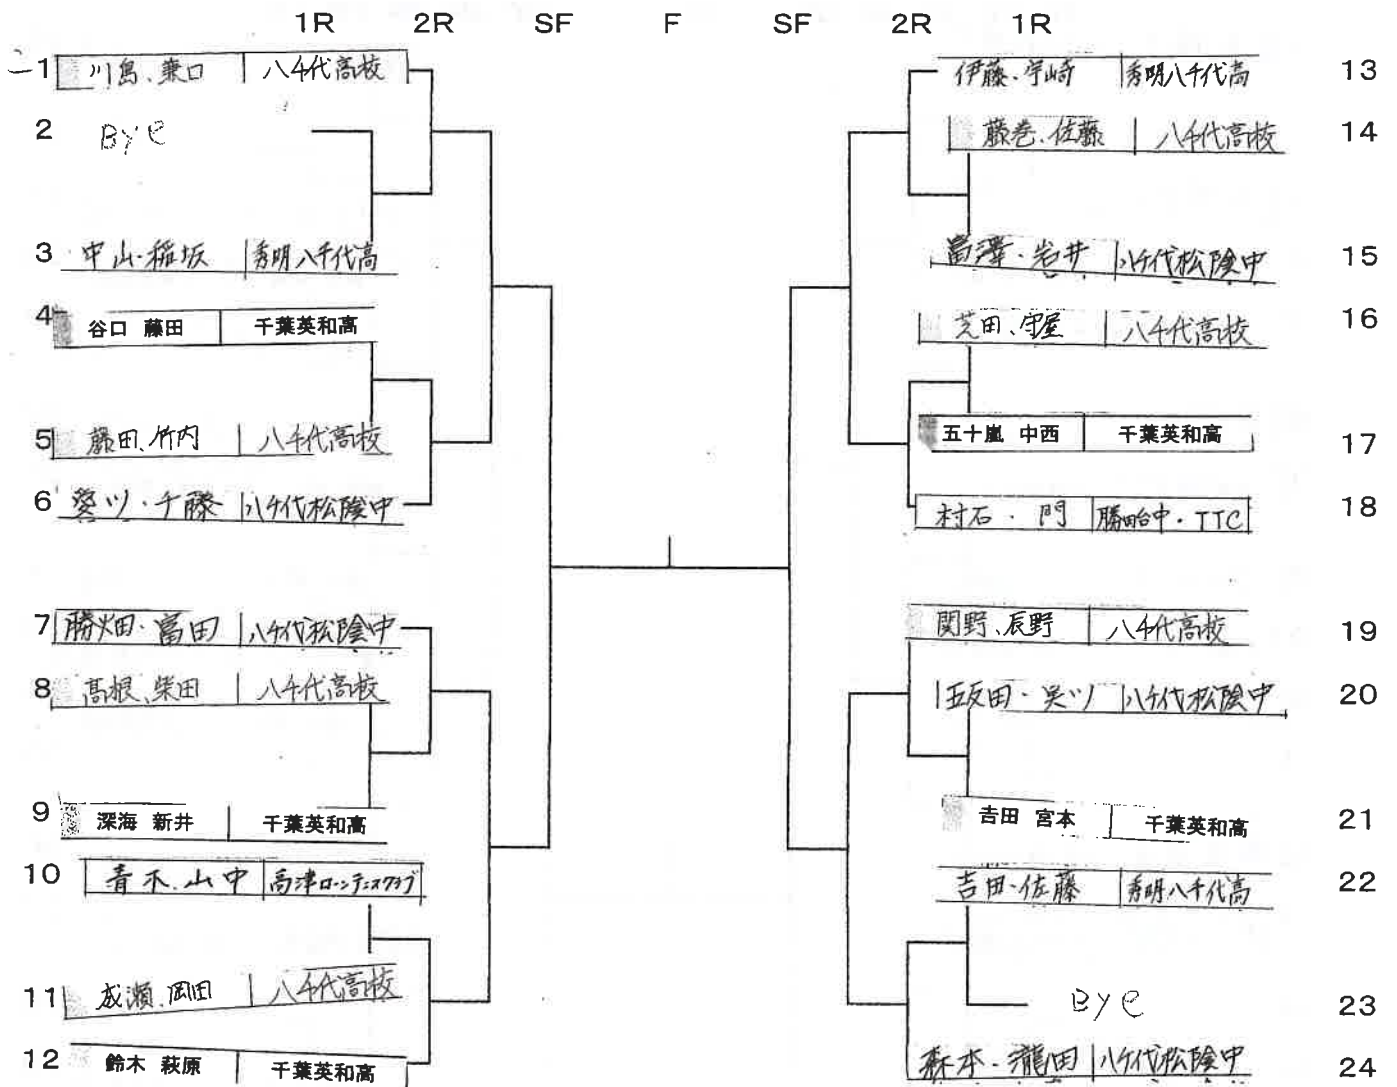 1R 2R SF F SF 2R 1R
1 川島、兼口 八千代高校
2 Bye
3 中山・稲坂 秀明八千代高
4 谷口 藤田 千葉英和高
5 藤田、竹内 八千代高校
6 八千代松陰中
7 勝畑・富田 八千代松陰中
8 高根、柴田 八千代高校
9 深海 新井 千葉英和高
10 青木、山中 高津ローンテニスクラブ
11 成瀬、岡田 八千代高校
12 鈴木 萩原 千葉英和高
伊藤・宇崎 秀明八千代高 13
藤巻、佐藤 八千代高校 14
富澤・岩井 八千代松陰中 15
芝田、守屋 八千代高校 16
五十嵐 中西 千葉英和高 17
村石・門 勝田台中・TTC 18
関野、辰野 八千代高校 19
八千代松陰中 20
吉田 宮本 千葉英和高 21
吉田・佐藤 秀明八千代高 22
Bye 23
森本・瀧田 八千代松陰中 24